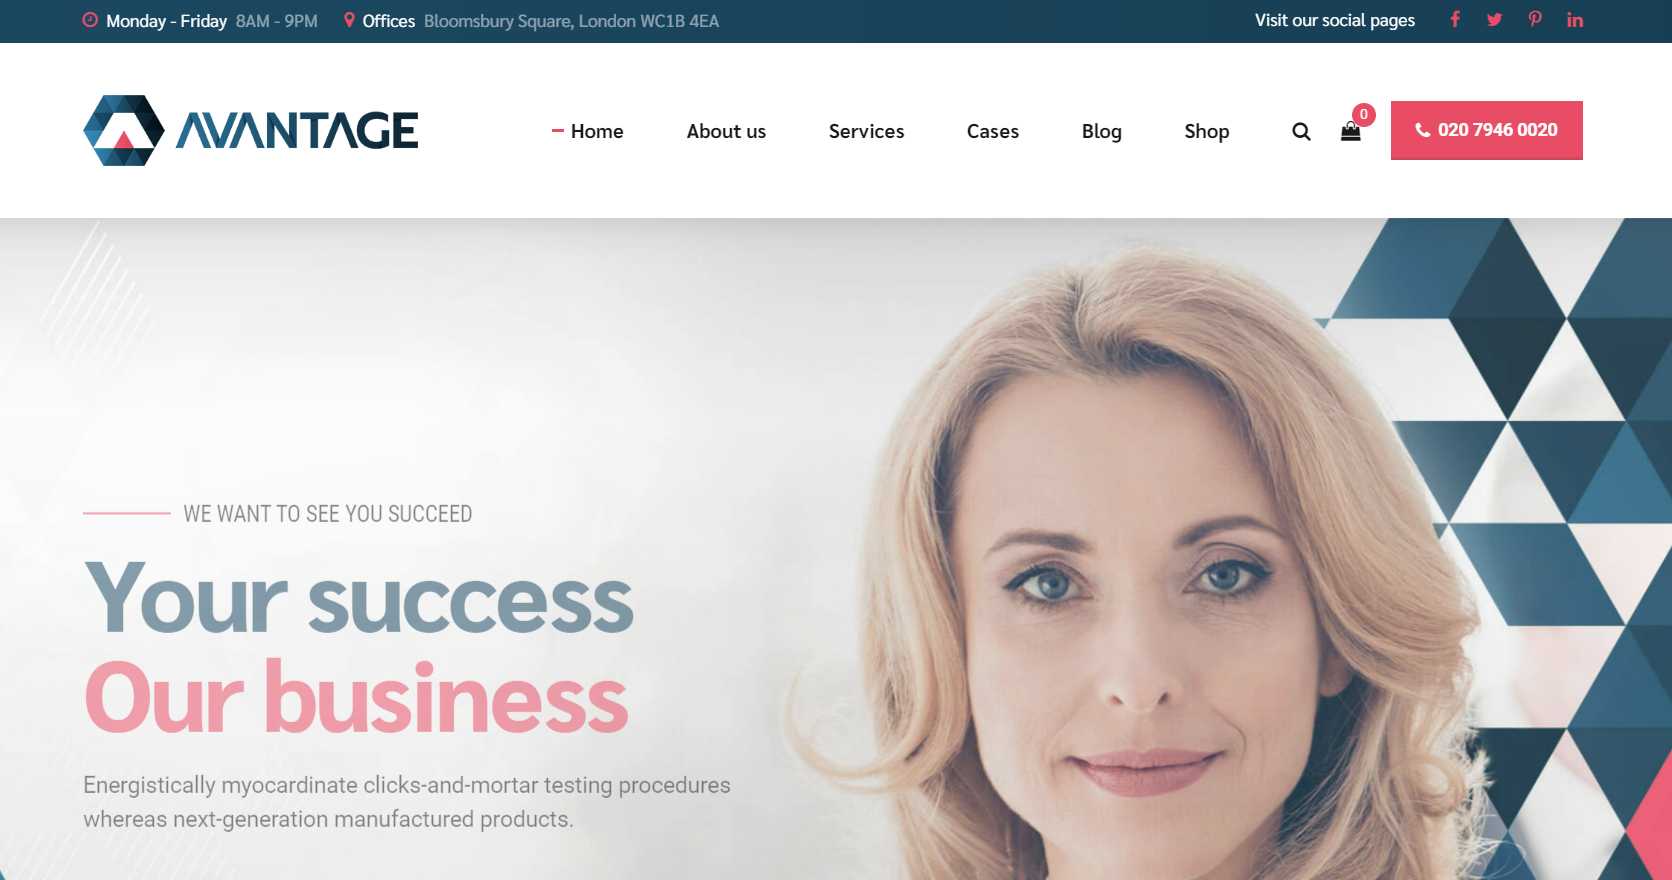 Monday - Friday 8AM - 9PM Offices Bloomsbury Square, London WC1B 4EA Visit our social pages
AVANTAGE
Home About us Services Cases Blog Shop 0 020 7946 0020
WE WANT TO SEE YOU SUCCEED
Your success
Our business
Energistically myocardinate clicks-and-mortar testing procedures
whereas next-generation manufactured products.